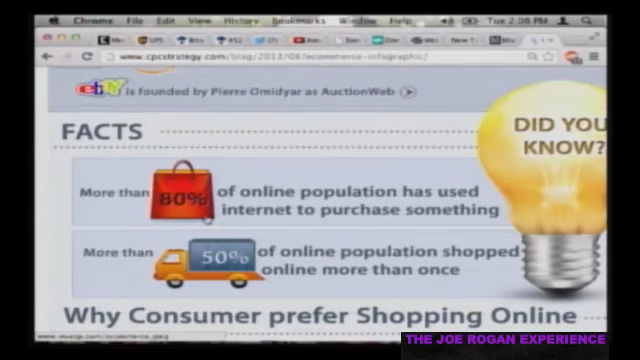 Chrome File Edit View History Bookmarks Window Help Tue 2:08 PM
www.cpcstrategy.com/blog/2013/08/ecommerce-infographic/
ebay is founded by Pierre Omidyar as AuctionWeb
FACTS
DID YOU
KNOW?
More than 80% of online population has used
internet to purchase something
More than 50% of online population shopped
online more than once
Why Consumer prefer Shopping Online
THE JOE ROGAN EXPERIENCE